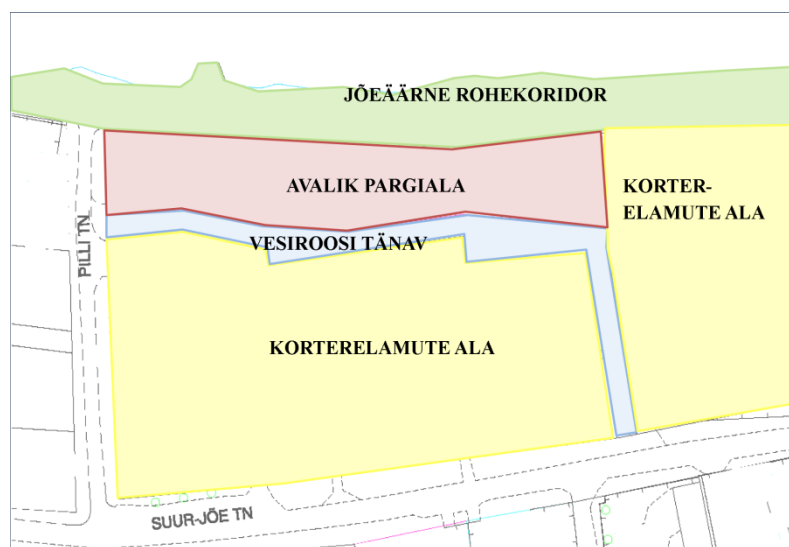 JÕEÄÄRNE ROHEKORIDOR
AVALIK PARGIALA
KORTER-
ELAMUTE ALA
PILLI TN
VESIROOSI TÄNAV
KORTERELAMUTE ALA
SUUR-JÕE TN